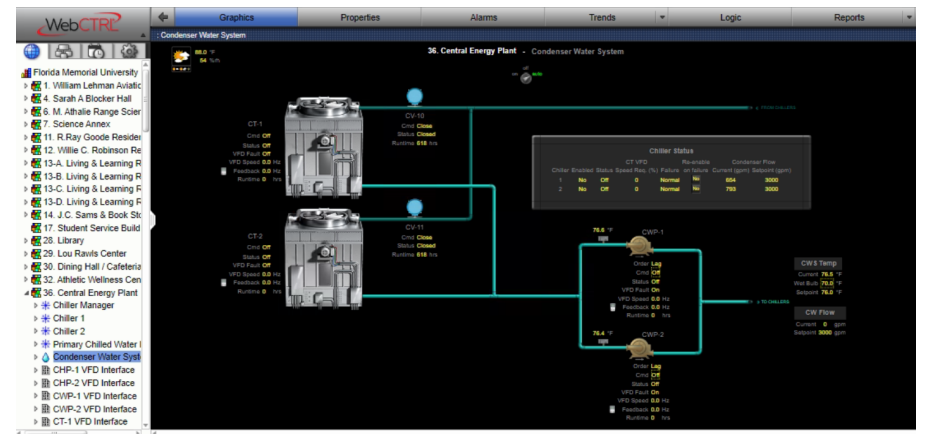 WebCTRL
Graphics Properties Alarms Trends Logic Reports
: Condenser Water System
Florida Memorial University
1. William Lehman Aviatic
4. Sarah A Blocker Hall
6. M. Athalie Range Scier
7. Science Annex
11. R.Ray Goode Resider
12. Willie C. Robinson Re
13-A. Living & Learning R
13-B. Living & Learning R
13-C. Living & Learning R
13-D. Living & Learning R
14. J.C. Sams & Book Sto
17. Student Service Build
28. Library
29. Lou Rawls Center
30. Dining Hall / Cafeteria
32. Athletic Wellness Cen
36. Central Energy Plant
Chiller Manager
Chiller 1
Chiller 2
Primary Chilled Water I
Condenser Water Syste
CHP-1 VFD Interface
CHP-2 VFD Interface
CWP-1 VFD Interface
CWP-2 VFD Interface
CT-1 VFD Interface
88.0 °F
54 %rh
36. Central Energy Plant - Condenser Water System
CT-1
Cmd Off
Status Off
VFD Fault Off
VFD Speed 0.0 Hz
Feedback 0.0 Hz
Runtime 0 hrs
CV-10
Cmd Close
Status Closed
Runtime 618 hrs
FROM CHILLERS
Chiller Status
CT VFD Re-enable Condenser Flow
Chiller Enabled Status Speed Req. (%) Failure on failure Current (gpm) Setpoint (gpm)
1 No Off 0 Normal No 654 3000
2 No Off 0 Normal No 793 3000
CT-2
Cmd Off
Status Off
VFD Fault Off
VFD Speed 0.0 Hz
Feedback 0.0 Hz
Runtime 0 hrs
CV-11
Cmd Close
Status Closed
Runtime 618 hrs
76.6 °F
CWP-1
Order Lag
Cmd Off
Status Off
VFD Fault On
VFD Speed 0.0 Hz
Feedback 0.0 Hz
Runtime 0 hrs
CWS Temp
Current 76.5 °F
Wet Bulb 70.0 °F
Setpoint 76.0 °F
TO CHILLERS
CW Flow
Current 0 gpm
Setpoint 3000 gpm
76.4 °F
CWP-2
Order Lag
Cmd Off
Status Off
VFD Fault On
VFD Speed 0.0 Hz
Feedback 0.0 Hz
Runtime 0 hrs